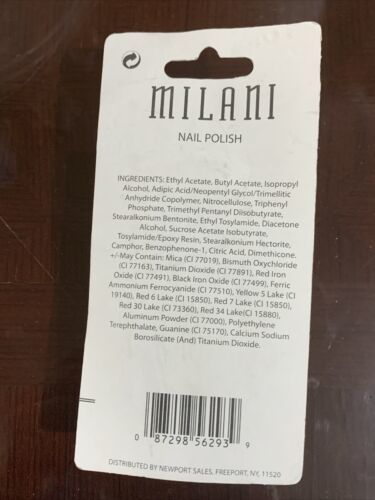 MILANI
NAIL POLISH
INGREDIENTS: Ethyl Acetate, Butyl Acetate, Isopropyl
Alcohol, Adipic Acid/Neopentyl Glycol/Trimellitic
Anhydride Copolymer, Nitrocellulose, Triphenyl
Phosphate, Trimethyl Pentanyl Diisobutyrate,
Stearalkonium Bentonite, Ethyl Tosylamide, Diacetone
Alcohol, Sucrose Acetate Isobutyrate,
Tosylamide/Epoxy Resin, Stearalkonium Hectorite,
Camphor, Benzophenone-1, Citric Acid, Dimethicone.
+/-May Contain: Mica (CI 77019), Bismuth Oxychloride
(CI 77163), Titanium Dioxide (CI 77891), Red Iron
Oxide (CI 77491), Black Iron Oxide (CI 77499), Ferric
Ammonium Ferrocyanide (CI 77510), Yellow 5 Lake (CI
19140), Red 6 Lake (CI 15850), Red 7 Lake (CI 15850),
Red 30 Lake (CI 73360), Red 34 Lake(CI 15880),
Aluminum Powder (CI 77000), Polyethylene
Terephthalate, Guanine (CI 75170), Calcium Sodium
Borosilicate (And) Titanium Dioxide.
0 87298 56293 9
DISTRIBUTED BY NEWPORT SALES, FREEPORT, NY, 11520